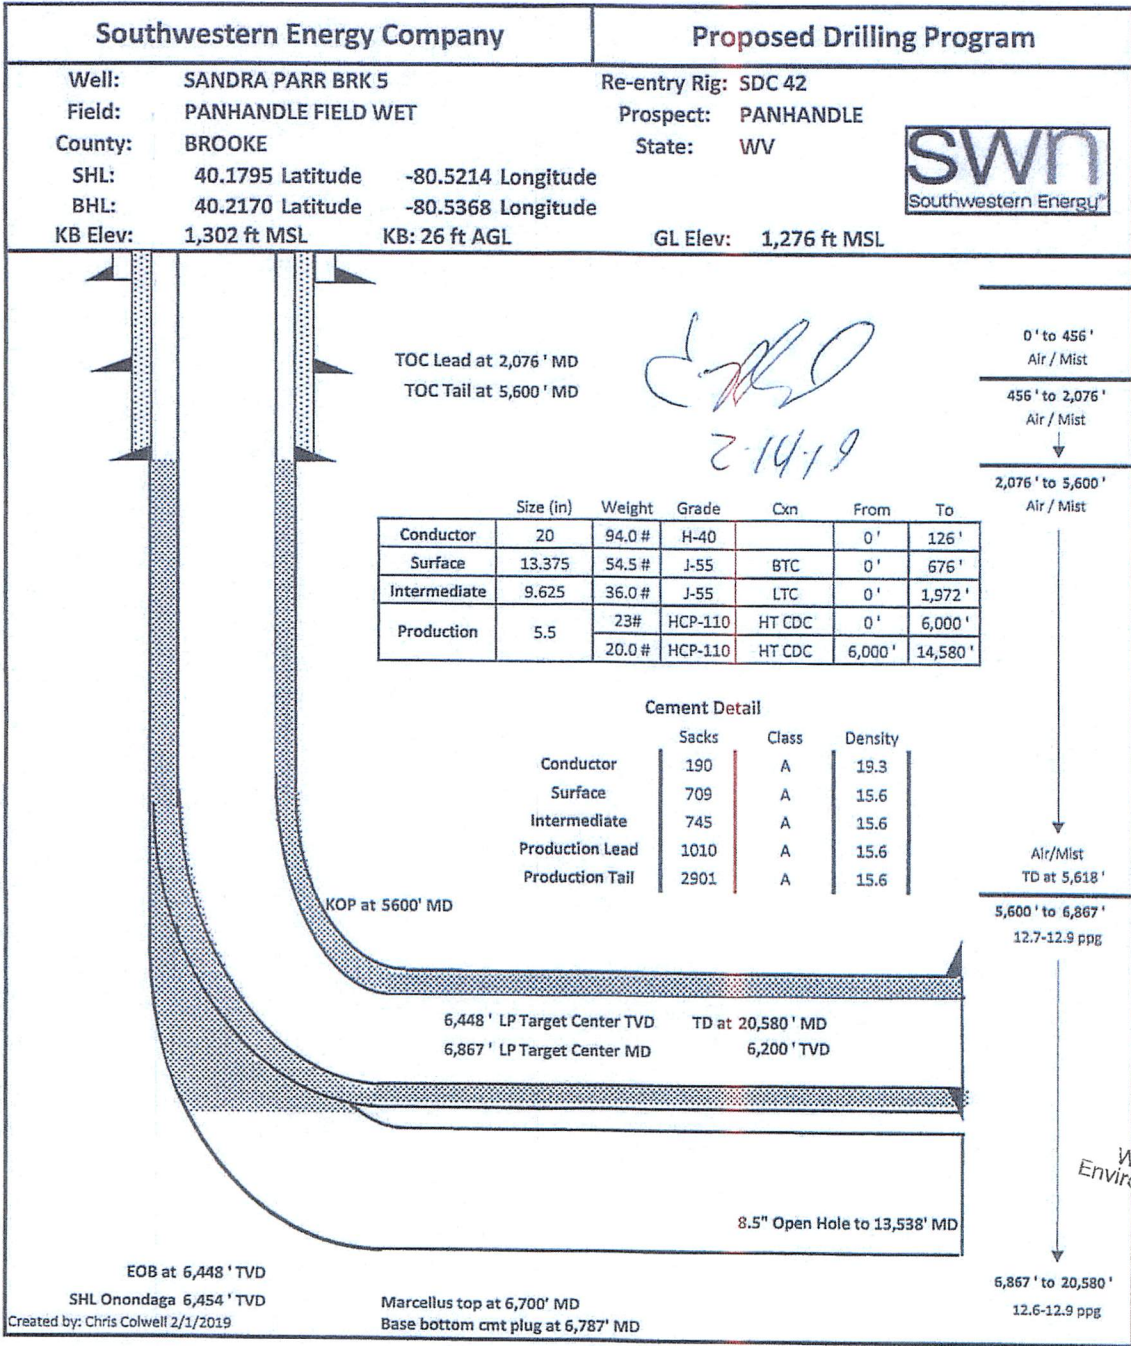 Southwestern Energy Company
Proposed Drilling Program
Well: SANDRA PARR BRK 5 Re-entry Rig: SDC 42
Field: PANHANDLE FIELD WET Prospect: PANHANDLE
County: BROOKE State: WV
SHL: 40.1795 Latitude -80.5214 Longitude
BHL: 40.2170 Latitude -80.5368 Longitude
KB Elev: 1,302 ft MSL KB: 26 ft AGL GL Elev: 1,276 ft MSL
swn
Southwestern Energy®
0' to 456'
Air / Mist
TOC Lead at 2,076' MD
TOC Tail at 5,600' MD
456' to 2,076'
Air / Mist
2-14-19
2,076' to 5,600'
Air / Mist
Size (in) Weight Grade Cxn From To
Conductor 20 94.0# H-40 0' 126'
Surface 13.375 54.5# J-55 BTC 0' 676'
Intermediate 9.625 36.0# J-55 LTC 0' 1,972'
Production 5.5 23# HCP-110 HT CDC 0' 6,000'
20.0# HCP-110 HT CDC 6,000' 14,580'
Cement Detail
Sacks Class Density
Conductor 190 A 19.3
Surface 709 A 15.6
Intermediate 745 A 15.6
Production Lead 1010 A 15.6
Production Tail 2901 A 15.6
Air/Mist
TD at 5,618'
KOP at 5600' MD
5,600' to 6,867'
12.7-12.9 ppg
6,448' LP Target Center TVD TD at 20,580' MD
6,867' LP Target Center MD 6,200' TVD
W
Enviro
8.5" Open Hole to 13,538' MD
EOB at 6,448' TVD
6,867' to 20,580'
SHL Onondaga 6,454' TVD
Marcellus top at 6,700' MD
12.6-12.9 ppg
Created by: Chris Colwell 2/1/2019
Base bottom cmt plug at 6,787' MD